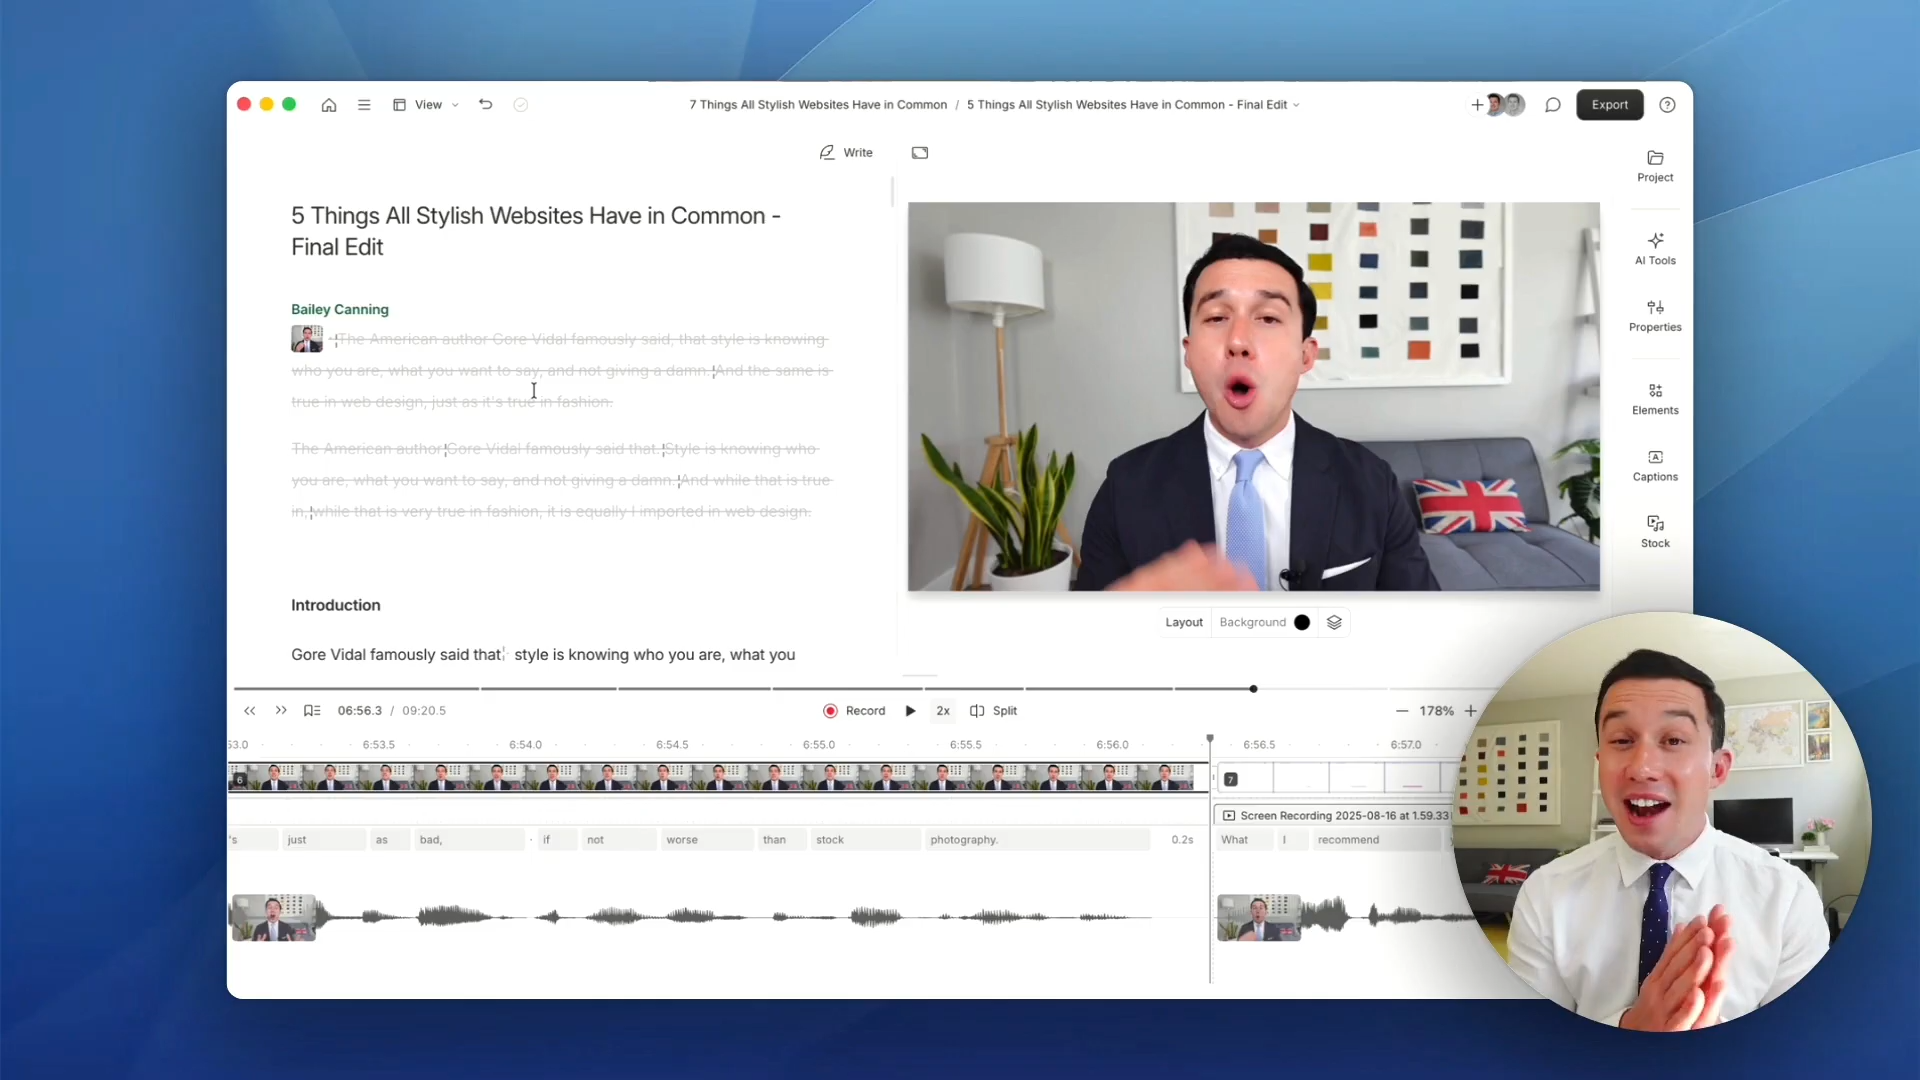 View
7 Things All Stylish Websites Have in Common / 5 Things All Stylish Websites Have in Common - Final Edit
Export
Write
Project
AI Tools
Properties
Elements
Captions
Stock
5 Things All Stylish Websites Have in Common -
Final Edit
Bailey Canning
The American author Gore Vidal famously said, that style is knowing
who you are, what you want to say, and not giving a damn. And the same is
true in web design, just as it's true in fashion.
The American author Gore Vidal famously said that. Style is knowing who
you are, what you want to say, and not giving a damn. And while that is true
in, while that is very true in fashion, it is equally I imported in web design.
Introduction
Gore Vidal famously said that style is knowing who you are, what you
Layout Background
06:56.3 / 09:20.5
Record 2x Split
178%
53.0 6:53.5 6:54.0 6:54.5 6:55.0 6:55.5 6:56.0 6:56.5 6:57.0
6 7
Screen Recording 2025-08-16 at 1.59.33
's just as bad, if not worse than stock photography. 0.2s What I recommend